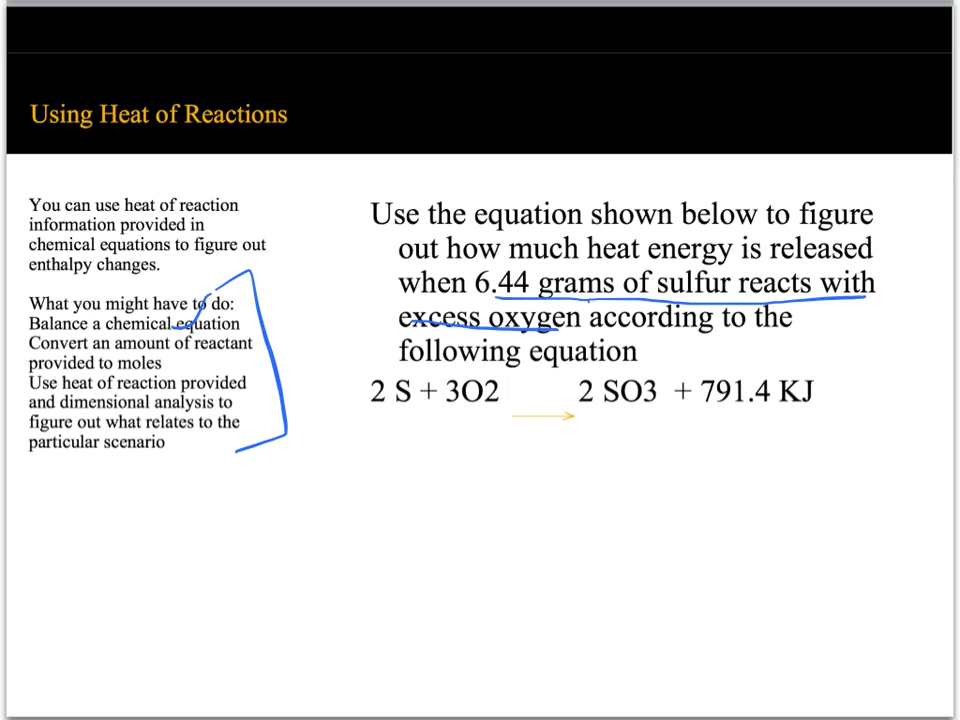 Using Heat of Reactions
You can use heat of reaction
information provided in
chemical equations to figure out
enthalpy changes.
What you might have to do:
Balance a chemical equation
Convert an amount of reactant
provided to moles
Use heat of reaction provided
and dimensional analysis to
figure out what relates to the
particular scenario
Use the equation shown below to figure
out how much heat energy is released
when 6.44 grams of sulfur reacts with
excess oxygen according to the
following equation
2 S + 3O2 → 2 SO3 + 791.4 KJ